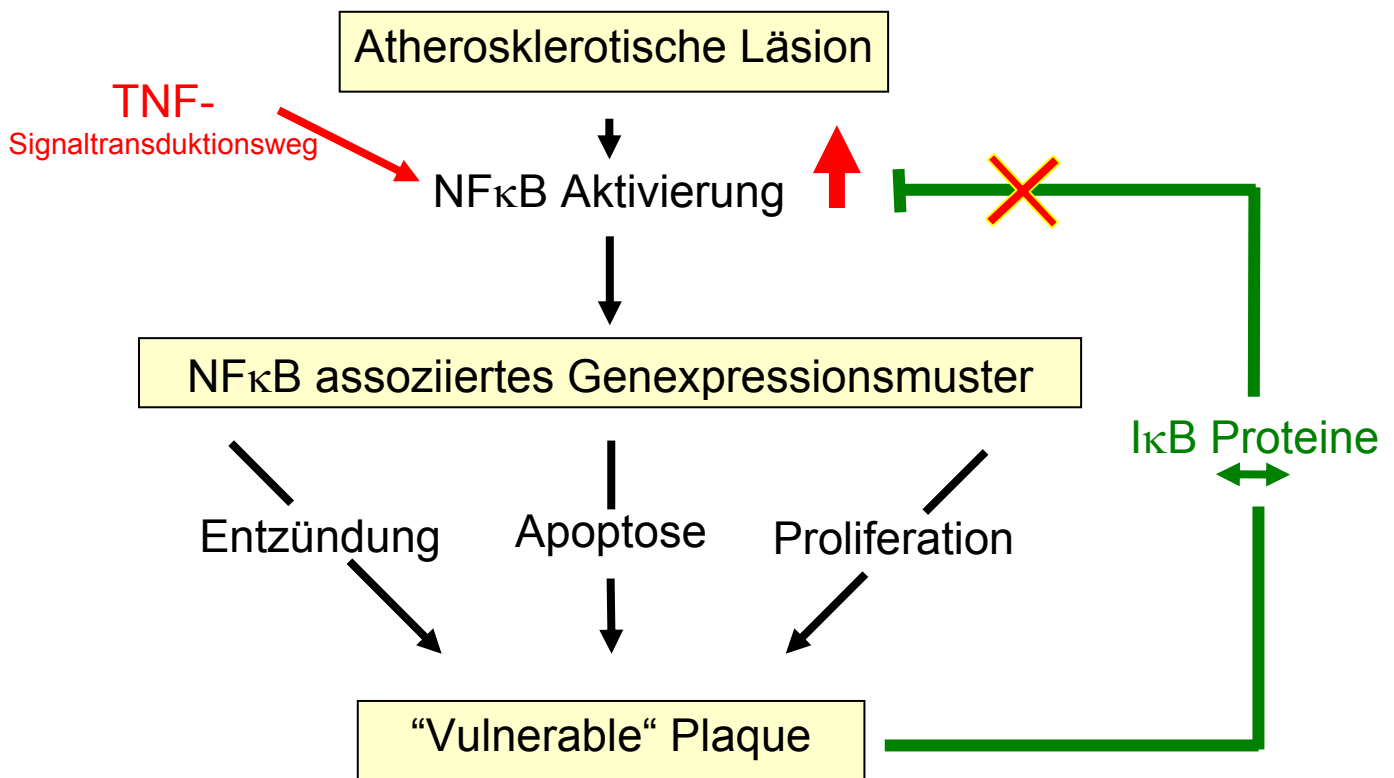 Atherosklerotische Läsion
TNF-
Signaltransduktionsweg
NFκB Aktivierung
NFκB assoziiertes Genexpressionsmuster
IκB Proteine
Entzündung
Apoptose
Proliferation
“Vulnerable“ Plaque